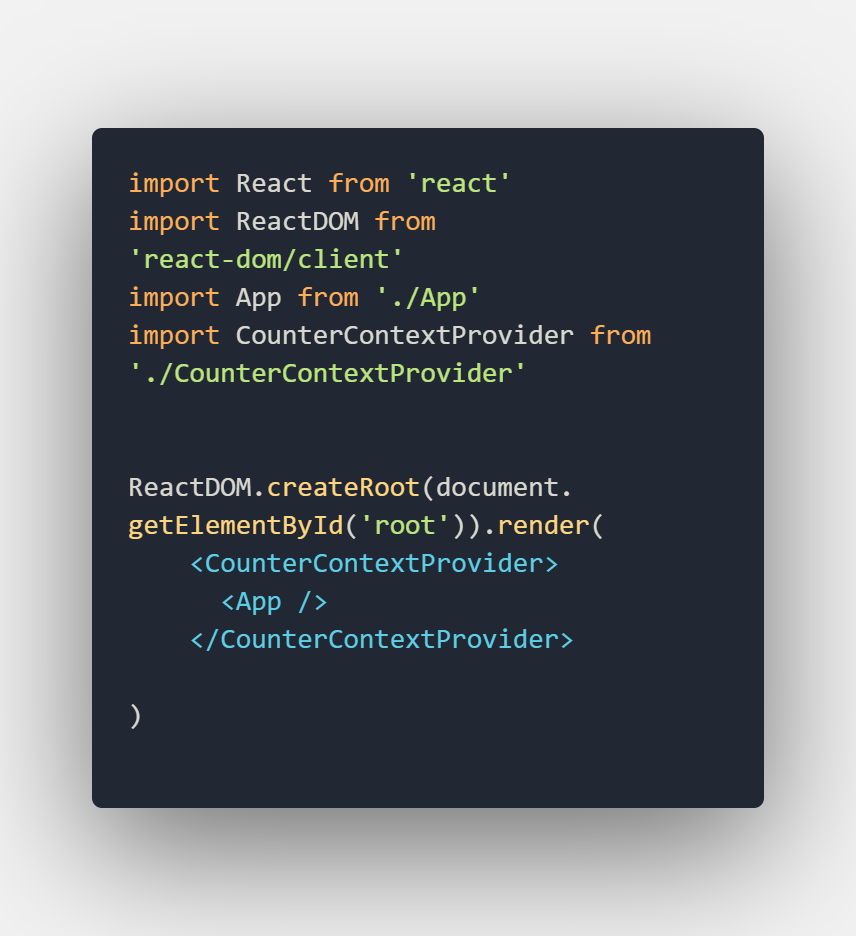 import React from 'react'
import ReactDOM from
'react-dom/client'
import App from './App'
import CounterContextProvider from
'./CounterContextProvider'
ReactDOM.createRoot(document.
getElementById('root')).render(
    <CounterContextProvider>
      <App />
    </CounterContextProvider>
)